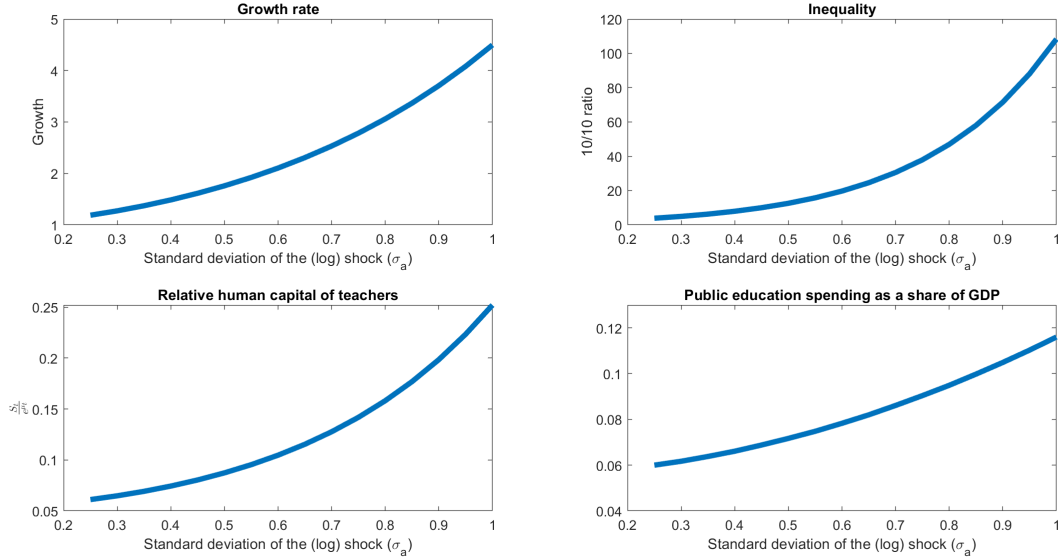 Growth rate
5
4
3
2
1
Growth
0.2 0.3 0.4 0.5 0.6 0.7 0.8 0.9 1
Standard deviation of the (log) shock (σa)
Inequality
120
100
80
60
40
20
0
10/10 ratio
0.2 0.3 0.4 0.5 0.6 0.7 0.8 0.9 1
Standard deviation of the (log) shock (σa)
Relative human capital of teachers
0.25
0.2
0.15
0.1
0.05
0.2 0.3 0.4 0.5 0.6 0.7 0.8 0.9 1
Standard deviation of the (log) shock (σa)
Public education spending as a share of GDP
0.12
0.1
0.08
0.06
0.04
0.2 0.3 0.4 0.5 0.6 0.7 0.8 0.9 1
Standard deviation of the (log) shock (σa)